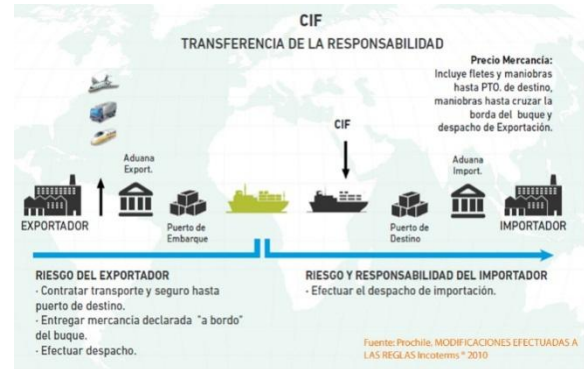 CIF
TRANSFERENCIA DE LA RESPONSABILIDAD
Precio Mercancía:
Incluye fletes y maniobras
hasta PTO. de destino,
maniobras hasta cruzar la
borda del buque y
despacho de Exportación.
CIF
Aduana
Export.
Aduana
Import.
EXPORTADOR
Puerto de
Embarque
Puerto de
Destino
IMPORTADOR
RIESGO DEL EXPORTADOR
· Contratar transporte y seguro hasta
puerto de destino.
· Entregar mercancia declarada "a bordo"
del buque.
· Efectuar despacho.
RIESGO Y RESPONSABILIDAD DEL IMPORTADOR
· Efectuar el despacho de importación.
Fuente: Prochile, MODIFICACIONES EFECTUADAS A
LAS REGLAS Incoterms ® 2010